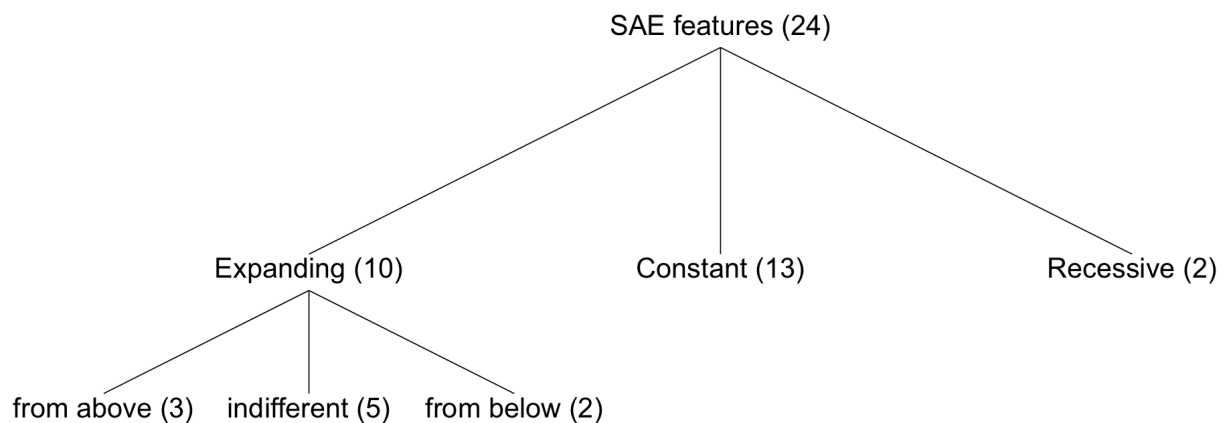 SAE features (24)
Expanding (10) Constant (13) Recessive (2)
from above (3) indifferent (5) from below (2)